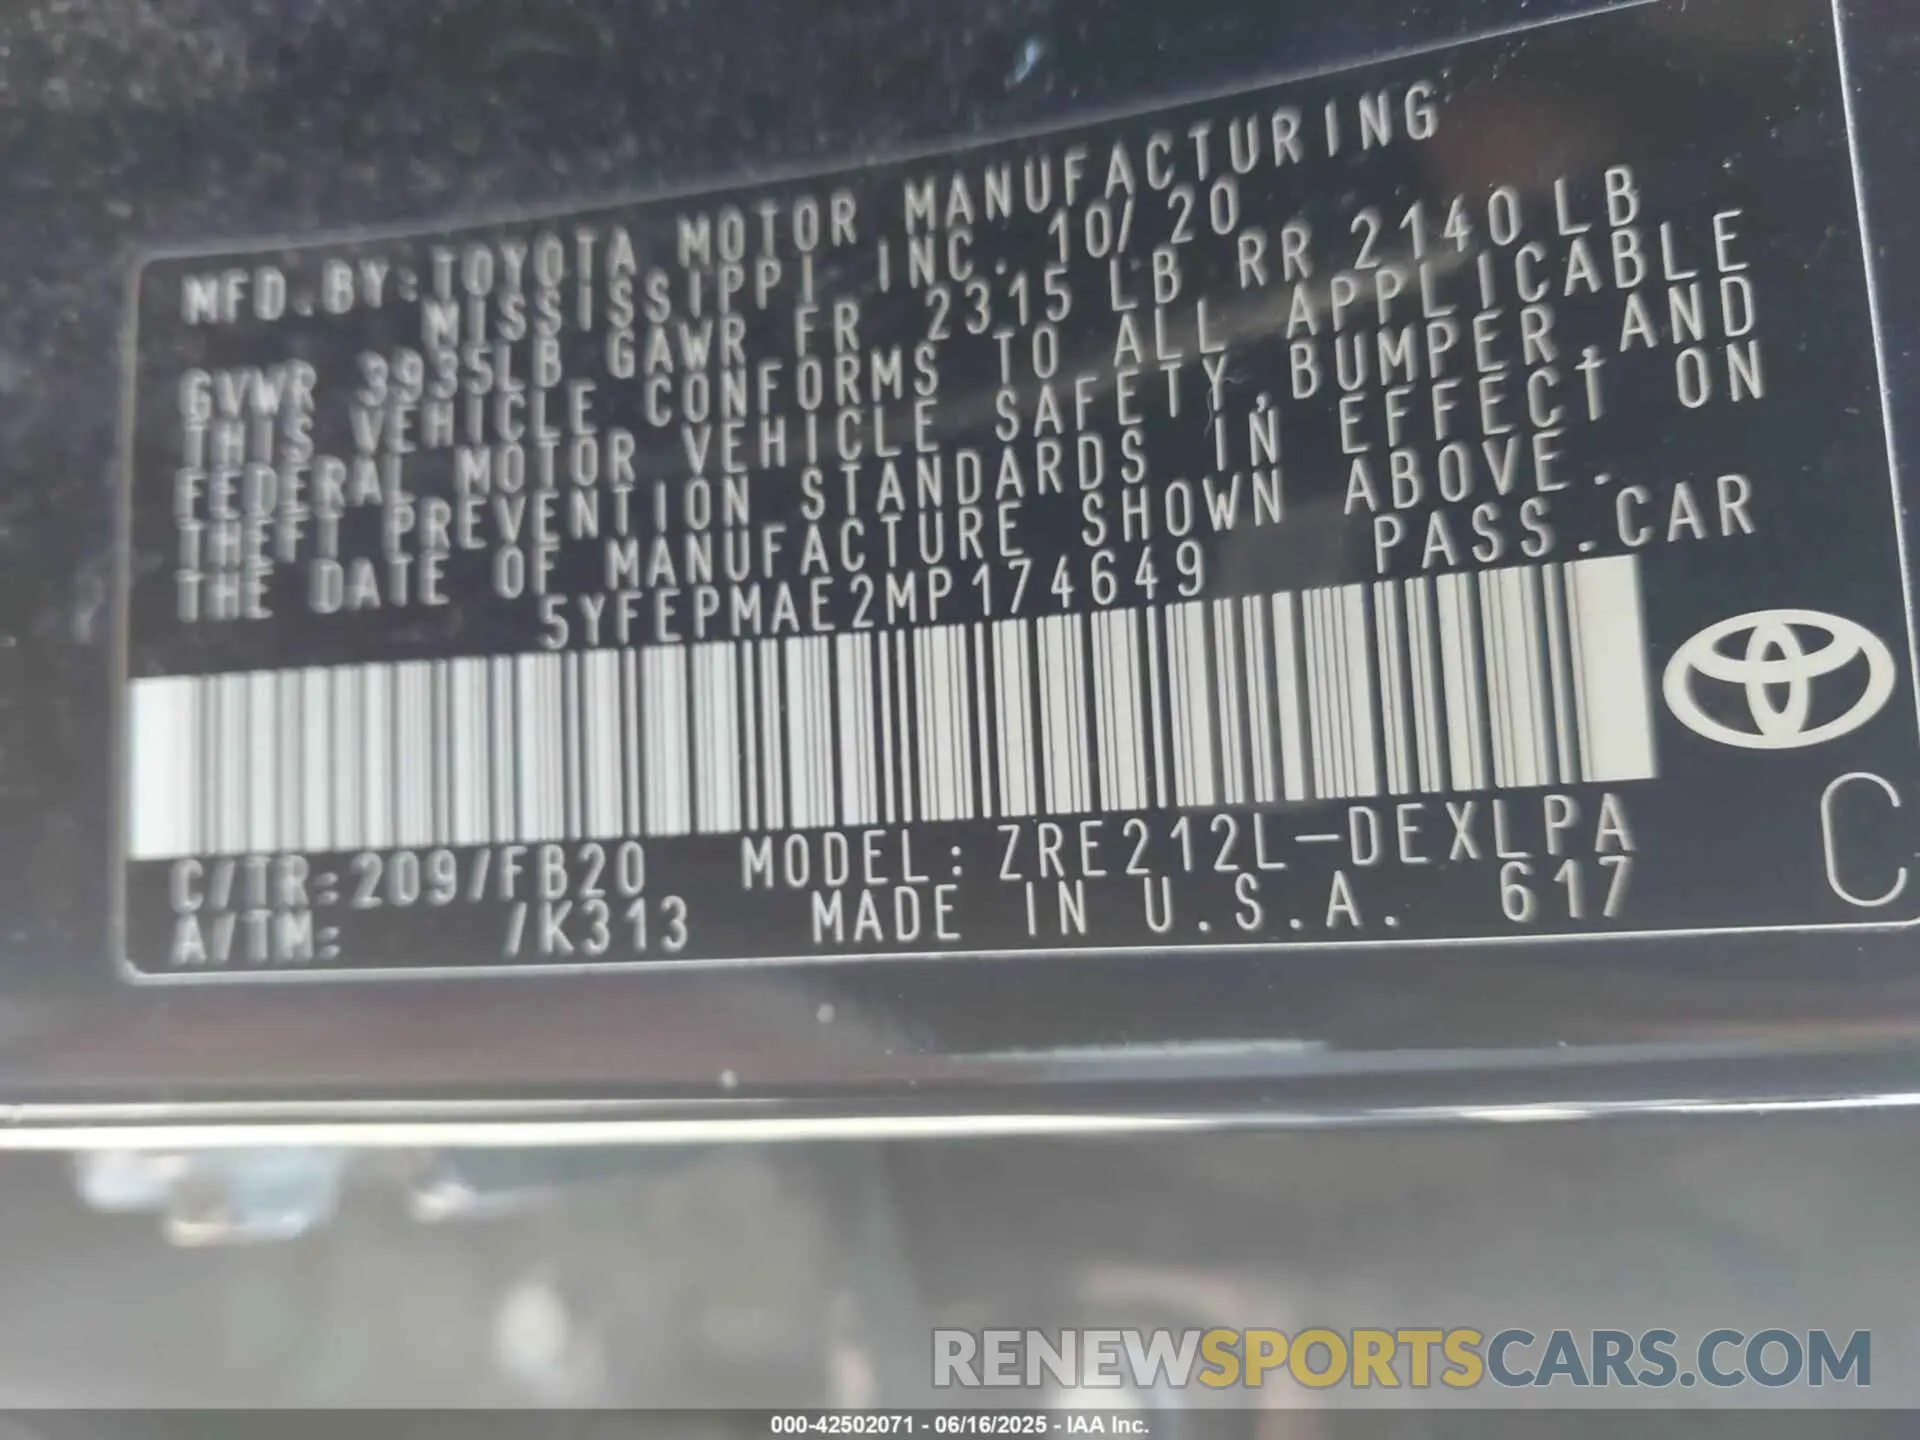 MFD.BY:TOYOTA MOTOR MANUFACTURING
MISSISSIPPI INC. 10/20
GVWR 3935LB GAWR FR 2315 LB RR 2140 LB
THIS VEHICLE CONFORMS TO ALL APPLICABLE
FEDERAL MOTOR VEHICLE SAFETY,BUMPER,AND
THEFT PREVENTION STANDARDS IN EFFECT ON
THE DATE OF MANUFACTURE SHOWN ABOVE.
5YFEPMAE2MP174649 PASS.CAR
C/TR:209/FB20 MODEL:ZRE212L-DEXLPA
A/TM: /K313 MADE IN U.S.A. 617
C
RENEWSPORTSCARS.COM
000-42502071 - 06/16/2025 - IAA Inc.